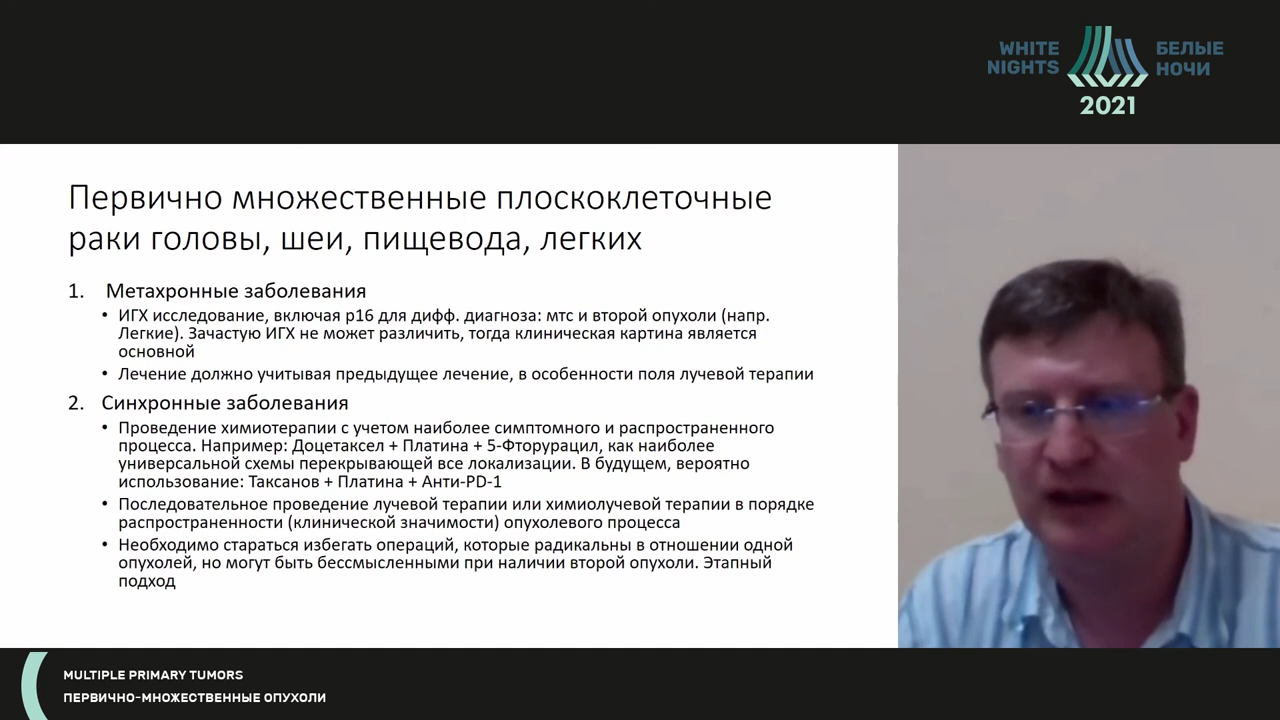 WHITE NIGHTS
БЕЛЫЕ НОЧИ
2021
Первично множественные плоскоклеточные
раки головы, шеи, пищевода, легких
1. Метахронные заболевания
• ИГХ исследование, включая p16 для дифф. диагноза: мтс и второй опухоли (напр.
Легкие). Зачастую ИГХ не может различить, тогда клиническая картина является
основной
• Лечение должно учитывая предыдущее лечение, в особенности поля лучевой терапии
2. Синхронные заболевания
• Проведение химиотерапии с учетом наиболее симптомного и распространенного
процесса. Например: Доцетаксел + Платина + 5-Фторурацил, как наиболее
универсальной схемы перекрывающей все локализации. В будущем, вероятно
использование: Таксанов + Платина + Анти-PD-1
• Последовательное проведение лучевой терапии или химиолучевой терапии в порядке
распространенности (клинической значимости) опухолевого процесса
• Необходимо стараться избегать операций, которые радикальны в отношении одной
опухолей, но могут быть бессмысленными при наличии второй опухоли. Этапный
подход
MULTIPLE PRIMARY TUMORS
ПЕРВИЧНО-МНОЖЕСТВЕННЫЕ ОПУХОЛИ